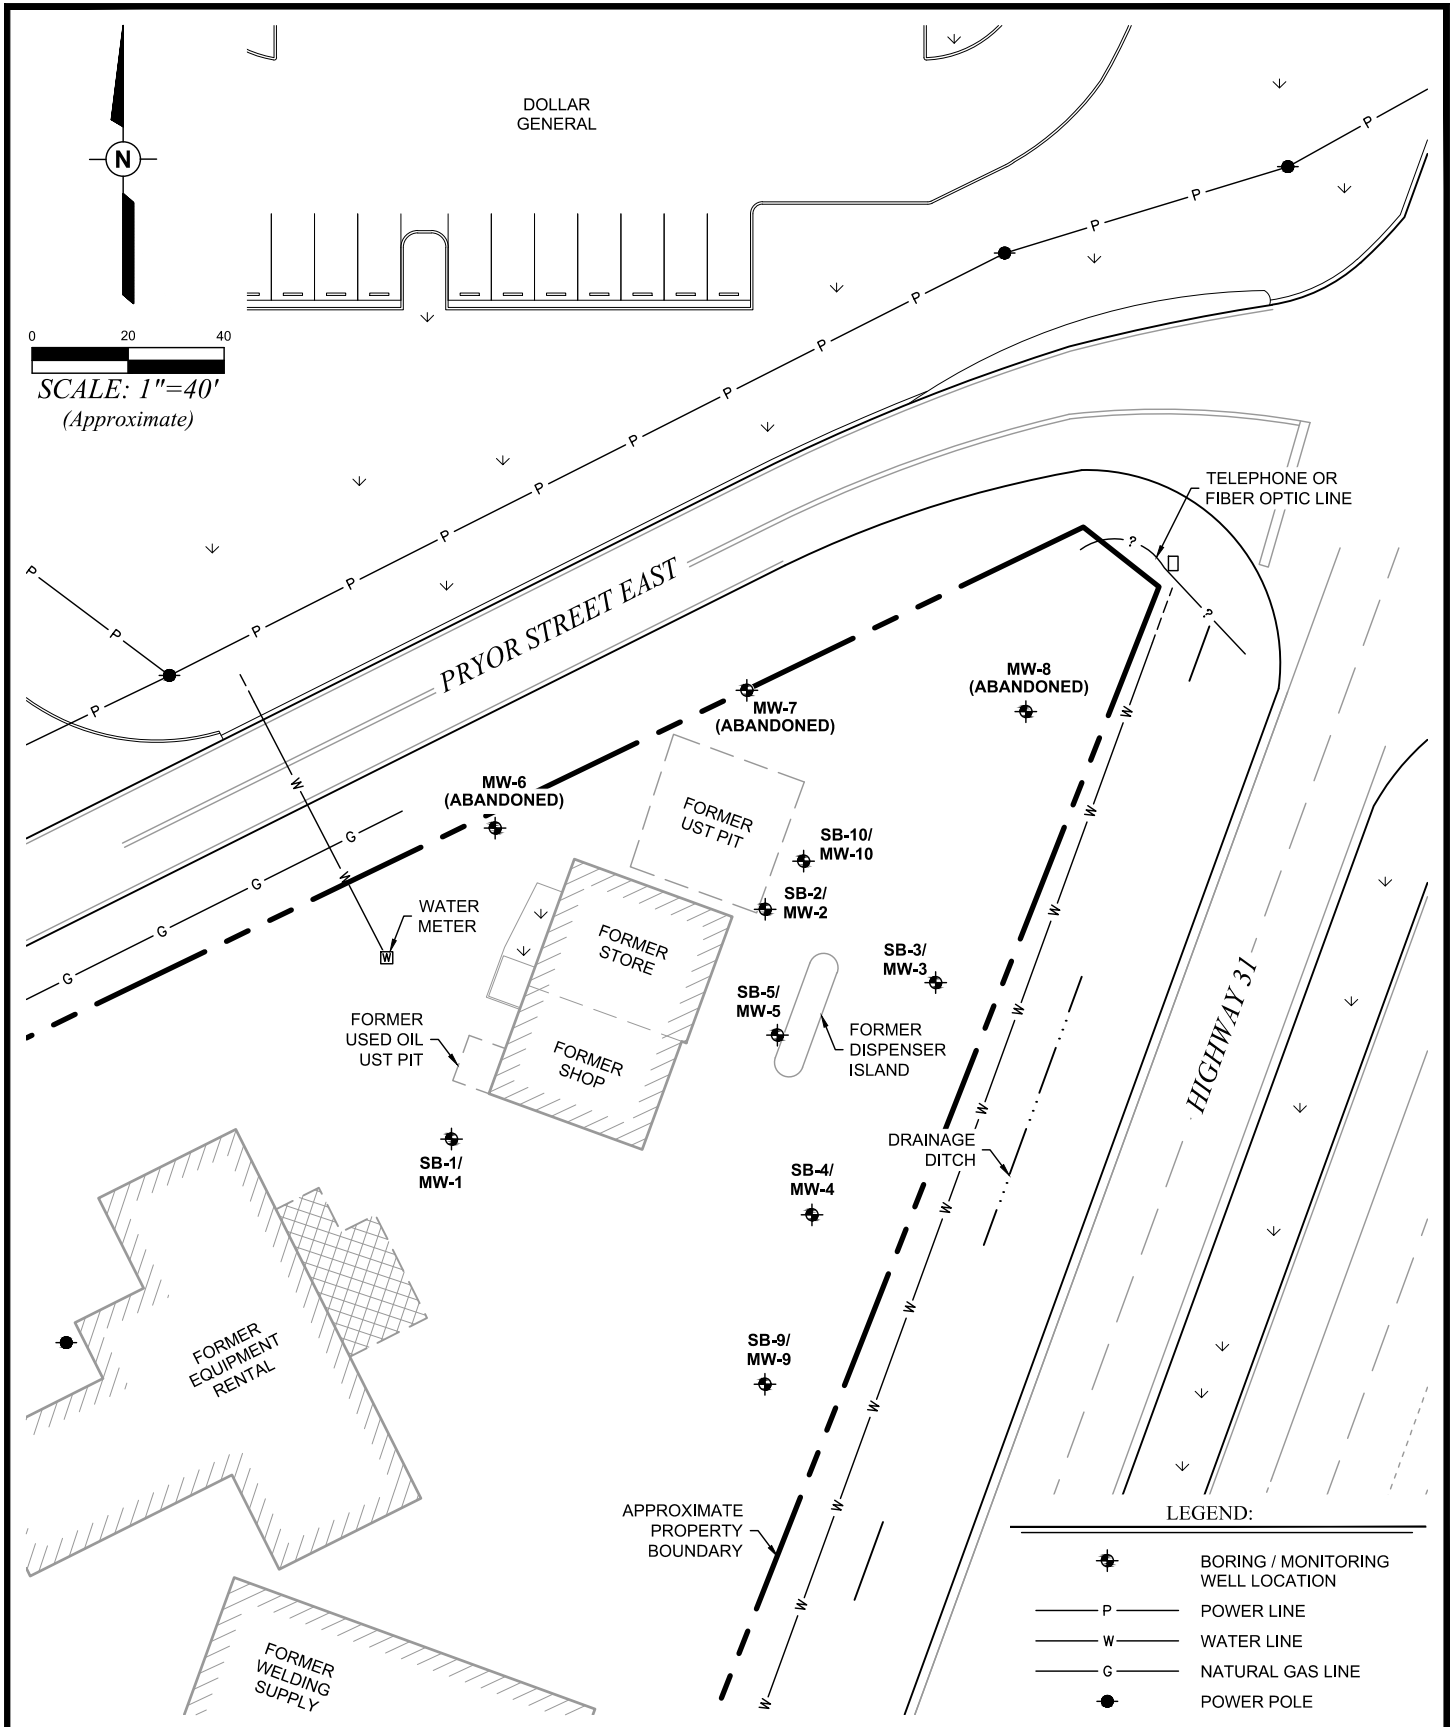 DOLLAR
GENERAL
N
0 20 40
SCALE: 1"=40'
(Approximate)
P
P
P
P
P
P
P
P
P
P
P
P
P
P
TELEPHONE OR
FIBER OPTIC LINE
?
?
PRYOR STREET EAST
MW-8
(ABANDONED)
MW-7
(ABANDONED)
MW-6
(ABANDONED)
W
W
G
G
G
G
FORMER
UST PIT
SB-10/
MW-10
SB-2/
MW-2
WATER
METER
W
FORMER
STORE
SB-3/
MW-3
SB-5/
MW-5
FORMER
USED OIL
UST PIT
FORMER
SHOP
FORMER
DISPENSER
ISLAND
W
W
W
W
W
W
W
W
W
W
W
HIGHWAY 31
DRAINAGE
DITCH
SB-1/
MW-1
SB-4/
MW-4
SB-9/
MW-9
FORMER
EQUIPMENT
RENTAL
APPROXIMATE
PROPERTY
BOUNDARY
FORMER
WELDING
SUPPLY
LEGEND:
BORING / MONITORING
WELL LOCATION
P POWER LINE
W WATER LINE
G NATURAL GAS LINE
POWER POLE